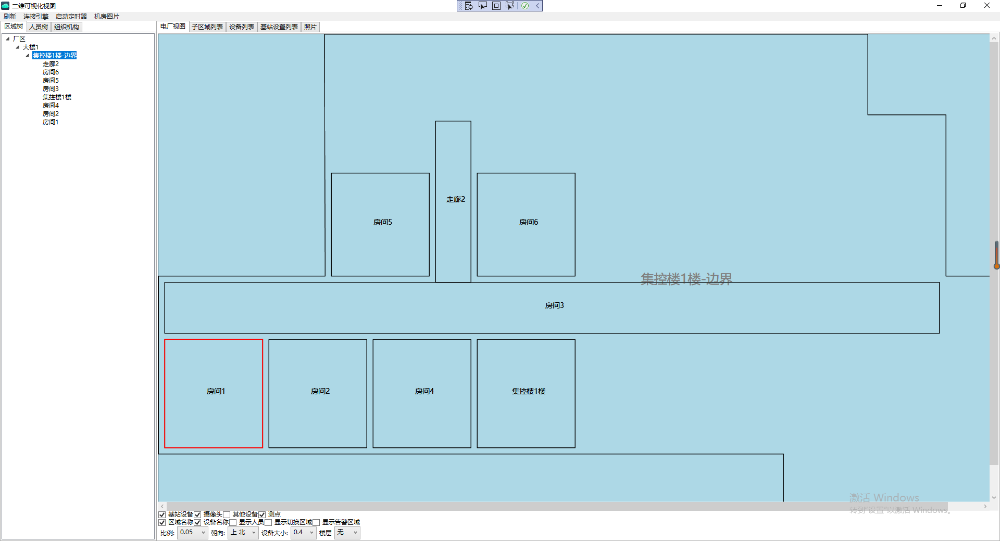 二维可视化视图
刷新 连接引擎 启动定时器 机房图片
区域树 人员树 组织机构
电厂视图 子区域列表 设备列表 基站设置列表 照片
厂区
大楼1
集控楼1楼-边界
走廊2
房间6
房间5
房间3
集控楼1楼
房间4
房间2
房间1
走廊2
房间5
房间6
集控楼1楼-边界
房间3
房间1
房间2
房间4
集控楼1楼
激活 Windows
转到"设置"以激活 Windows。
基站设备 摄像头 其他设备 测点
区域名称 设备名称 显示人员 显示切换区域 显示告警区域
比例: 0.05 朝向: 上北 设备大小: 0.4 楼层 无